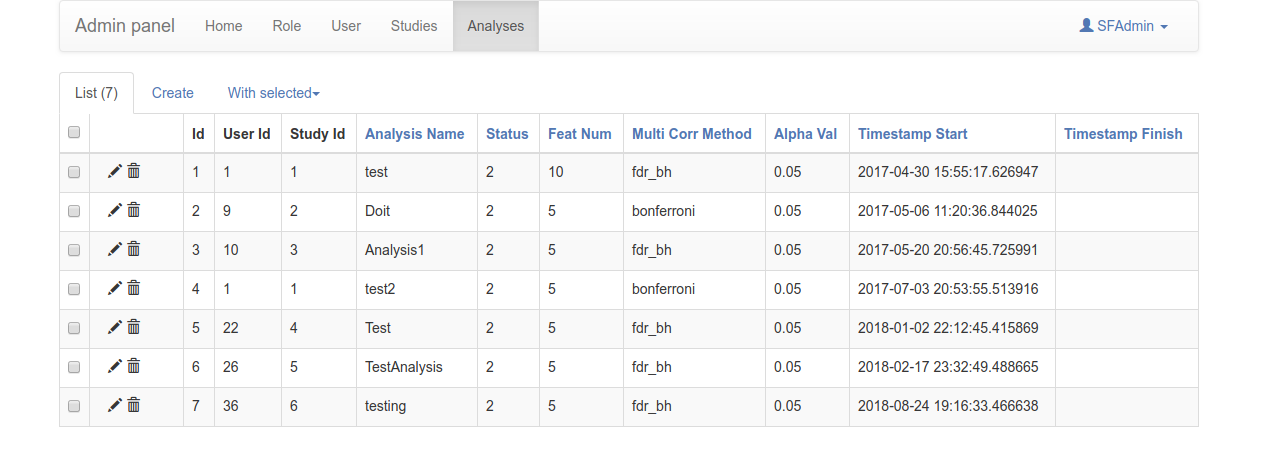 Admin panel Home Role User Studies Analyses SFAdmin
List (7) Create With selected
Id User Id Study Id Analysis Name Status Feat Num Multi Corr Method Alpha Val Timestamp Start Timestamp Finish
1 1 1 test 2 10 fdr_bh 0.05 2017-04-30 15:55:17.626947
2 9 2 Doit 2 5 bonferroni 0.05 2017-05-06 11:20:36.844025
3 10 3 Analysis1 2 5 fdr_bh 0.05 2017-05-20 20:56:45.725991
4 1 1 test2 2 5 bonferroni 0.05 2017-07-03 20:53:55.513916
5 22 4 Test 2 5 fdr_bh 0.05 2018-01-02 22:12:45.415869
6 26 5 TestAnalysis 2 5 fdr_bh 0.05 2018-02-17 23:32:49.488665
7 36 6 testing 2 5 fdr_bh 0.05 2018-08-24 19:16:33.466638